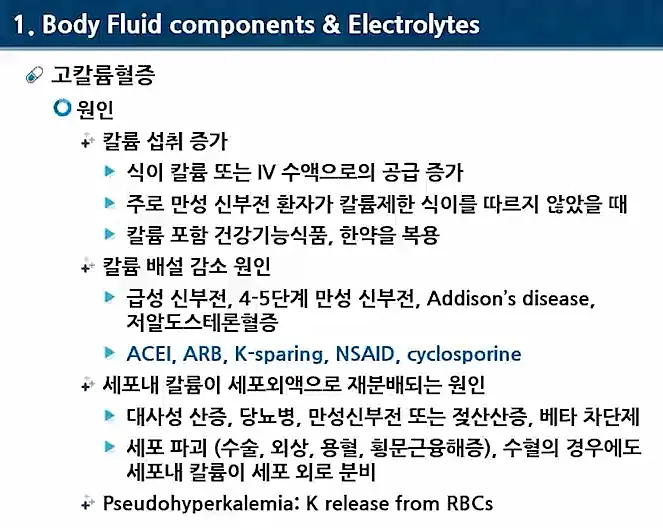 1. Body Fluid components & Electrolytes
고칼륨혈증
원인
칼륨 섭취 증가
식이 칼륨 또는 IV 수액으로의 공급 증가
주로 만성 신부전 환자가 칼륨제한 식이를 따르지 않았을 때
칼륨 포함 건강기능식품, 한약을 복용
칼륨 배설 감소 원인
급성 신부전, 4-5단계 만성 신부전, Addison's disease,
저알도스테론혈증
ACEI, ARB, K-sparing, NSAID, cyclosporine
세포내 칼륨이 세포외액으로 재분배되는 원인
대사성 산증, 당뇨병, 만성신부전 또는 젖산산증, 베타 차단제
세포 파괴 (수술, 외상, 용혈, 횡문근융해증), 수혈의 경우에도
세포내 칼륨이 세포 외로 분비
Pseudohyperkalemia: K release from RBCs